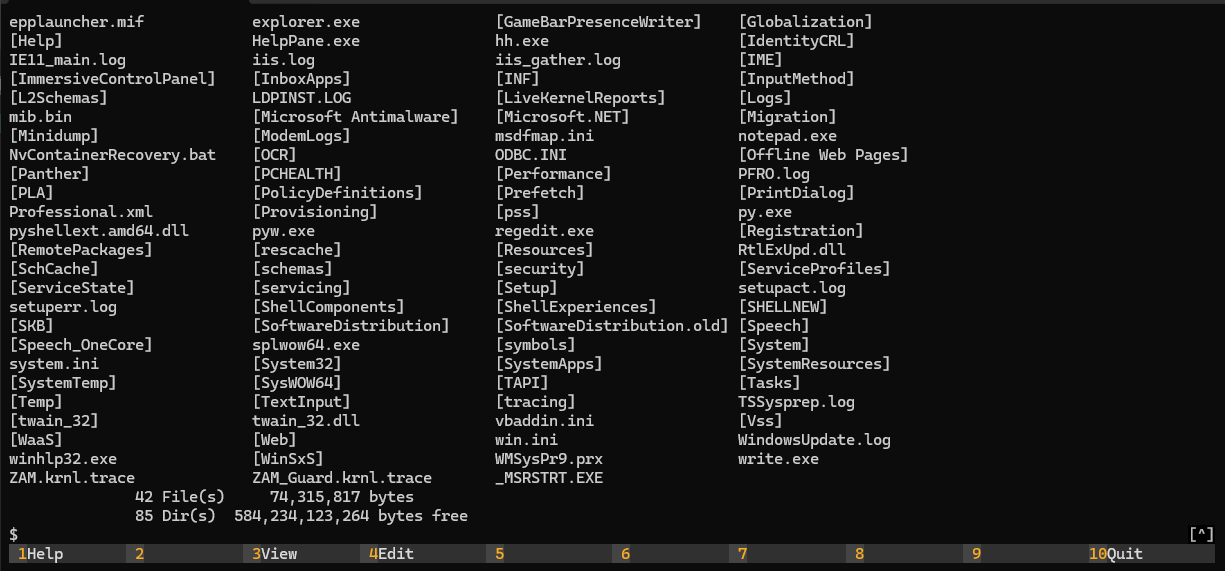 epplauncher.mif explorer.exe [GameBarPresenceWriter] [Globalization]
[Help] HelpPane.exe hh.exe [IdentityCRL]
IE11_main.log iis.log iis_gather.log [IME]
[ImmersiveControlPanel] [InboxApps] [INF] [InputMethod]
[L2Schemas] LDPINST.LOG [LiveKernelReports] [Logs]
mib.bin [Microsoft Antimalware] [Microsoft.NET] [Migration]
[Minidump] [ModemLogs] msdfmap.ini notepad.exe
NvContainerRecovery.bat [OCR] ODBC.INI [Offline Web Pages]
[Panther] [PCHEALTH] [Performance] PFRO.log
[PLA] [PolicyDefinitions] [Prefetch] [PrintDialog]
Professional.xml [Provisioning] [pss] py.exe
pyshellext.amd64.dll pyw.exe regedit.exe [Registration]
[RemotePackages] [rescache] [Resources] RtlExUpd.dll
[SchCache] [schemas] [security] [ServiceProfiles]
[ServiceState] [servicing] [Setup] setupact.log
setuperr.log [ShellComponents] [ShellExperiences] [SHELLNEW]
[SKB] [SoftwareDistribution] [SoftwareDistribution.old] [Speech]
[Speech_OneCore] splwow64.exe [symbols] [System]
system.ini [System32] [SystemApps] [SystemResources]
[SystemTemp] [SysWOW64] [TAPI] [Tasks]
[Temp] [TextInput] [tracing] TSSysprep.log
[twain_32] twain_32.dll vbaddin.ini [Vss]
[WaaS] [Web] win.ini WindowsUpdate.log
winhlp32.exe [WinSxS] WMSysPr9.prx write.exe
ZAM.krnl.trace ZAM_Guard.krnl.trace _MSRSTRT.EXE
42 File(s) 74,315,817 bytes
85 Dir(s) 584,234,123,264 bytes free
$ [^]
1Help 2 3View 4Edit 5 6 7 8 9 10Quit